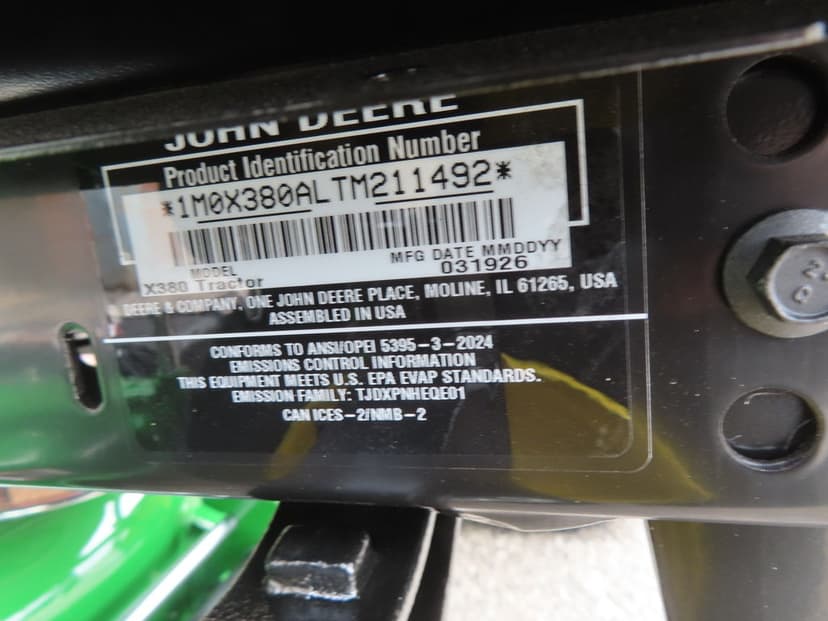 JOHN DEERE
Product Identification Number
*1M0X380ALTM211492*
MFG DATE MMDDYY
031926
MODEL
X380 Tractor
DEERE & COMPANY, ONE JOHN DEERE PLACE, MOLINE, IL 61265, USA
ASSEMBLED IN USA
CONFORMS TO ANSI/OPEI 5395-3-2024
EMISSIONS CONTROL INFORMATION
THIS EQUIPMENT MEETS U.S. EPA EVAP STANDARDS.
EMISSION FAMILY: TJDXPNHEQE01
CAN ICES-2/NMB-2